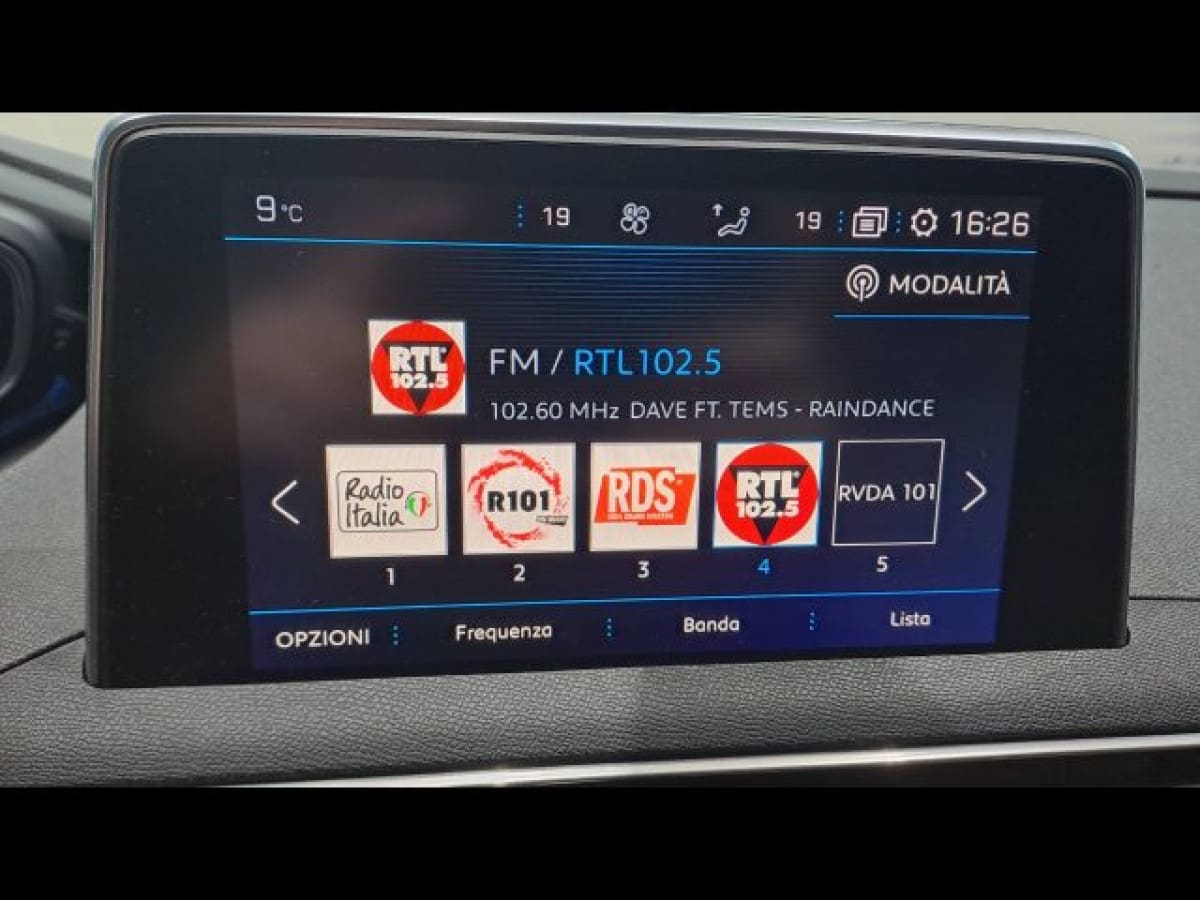 9°C 19 19 16:26
MODALITÀ
RTL
102.5
FM / RTL102.5
102.60 MHz DAVE FT. TEMS - RAINDANCE
Radio
Italia
R101
RDS
RTL
102.5
RVDA 101
1 2 3 4 5
OPZIONI Frequenza Banda Lista